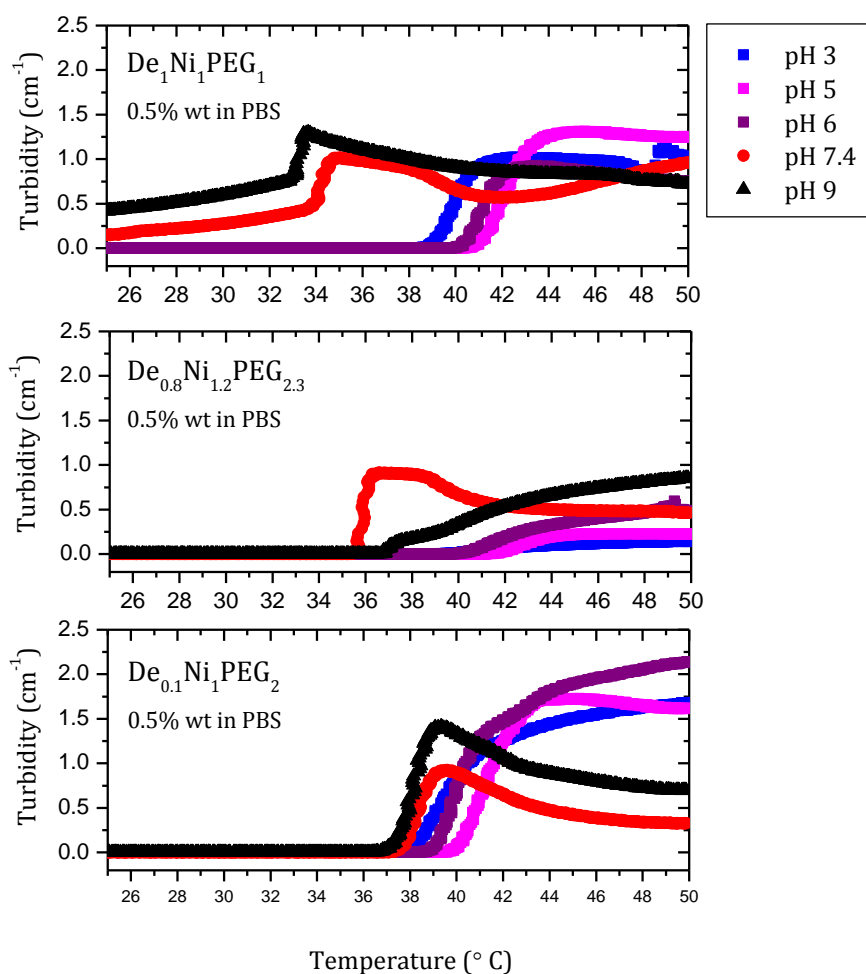 De₁Ni₁PEG₁
0.5% wt in PBS
Turbidity (cm⁻¹)
2.5
2.0
1.5
1.0
0.5
0.0
26 28 30 32 34 36 38 40 42 44 46 48 50
pH 3
pH 5
pH 6
pH 7.4
pH 9
De₀.₈Ni₁.₂PEG₂.₃
0.5% wt in PBS
Turbidity (cm⁻¹)
2.5
2.0
1.5
1.0
0.5
0.0
26 28 30 32 34 36 38 40 42 44 46 48 50
De₀.₁Ni₁PEG₂
0.5% wt in PBS
Turbidity (cm⁻¹)
2.5
2.0
1.5
1.0
0.5
0.0
26 28 30 32 34 36 38 40 42 44 46 48 50
Temperature (° C)